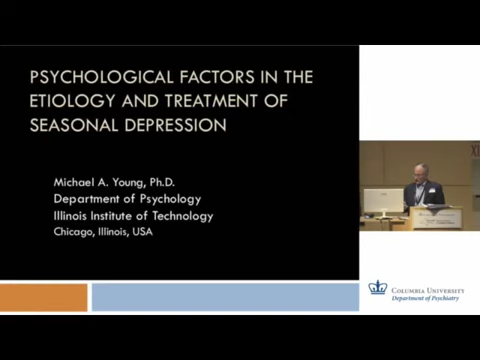 PSYCHOLOGICAL FACTORS IN THE
ETIOLOGY AND TREATMENT OF
SEASONAL DEPRESSION
Michael A. Young, Ph.D.
Department of Psychology
Illinois Institute of Technology
Chicago, Illinois, USA
COLUMBIA UNIVERSITY
Department of Psychiatry